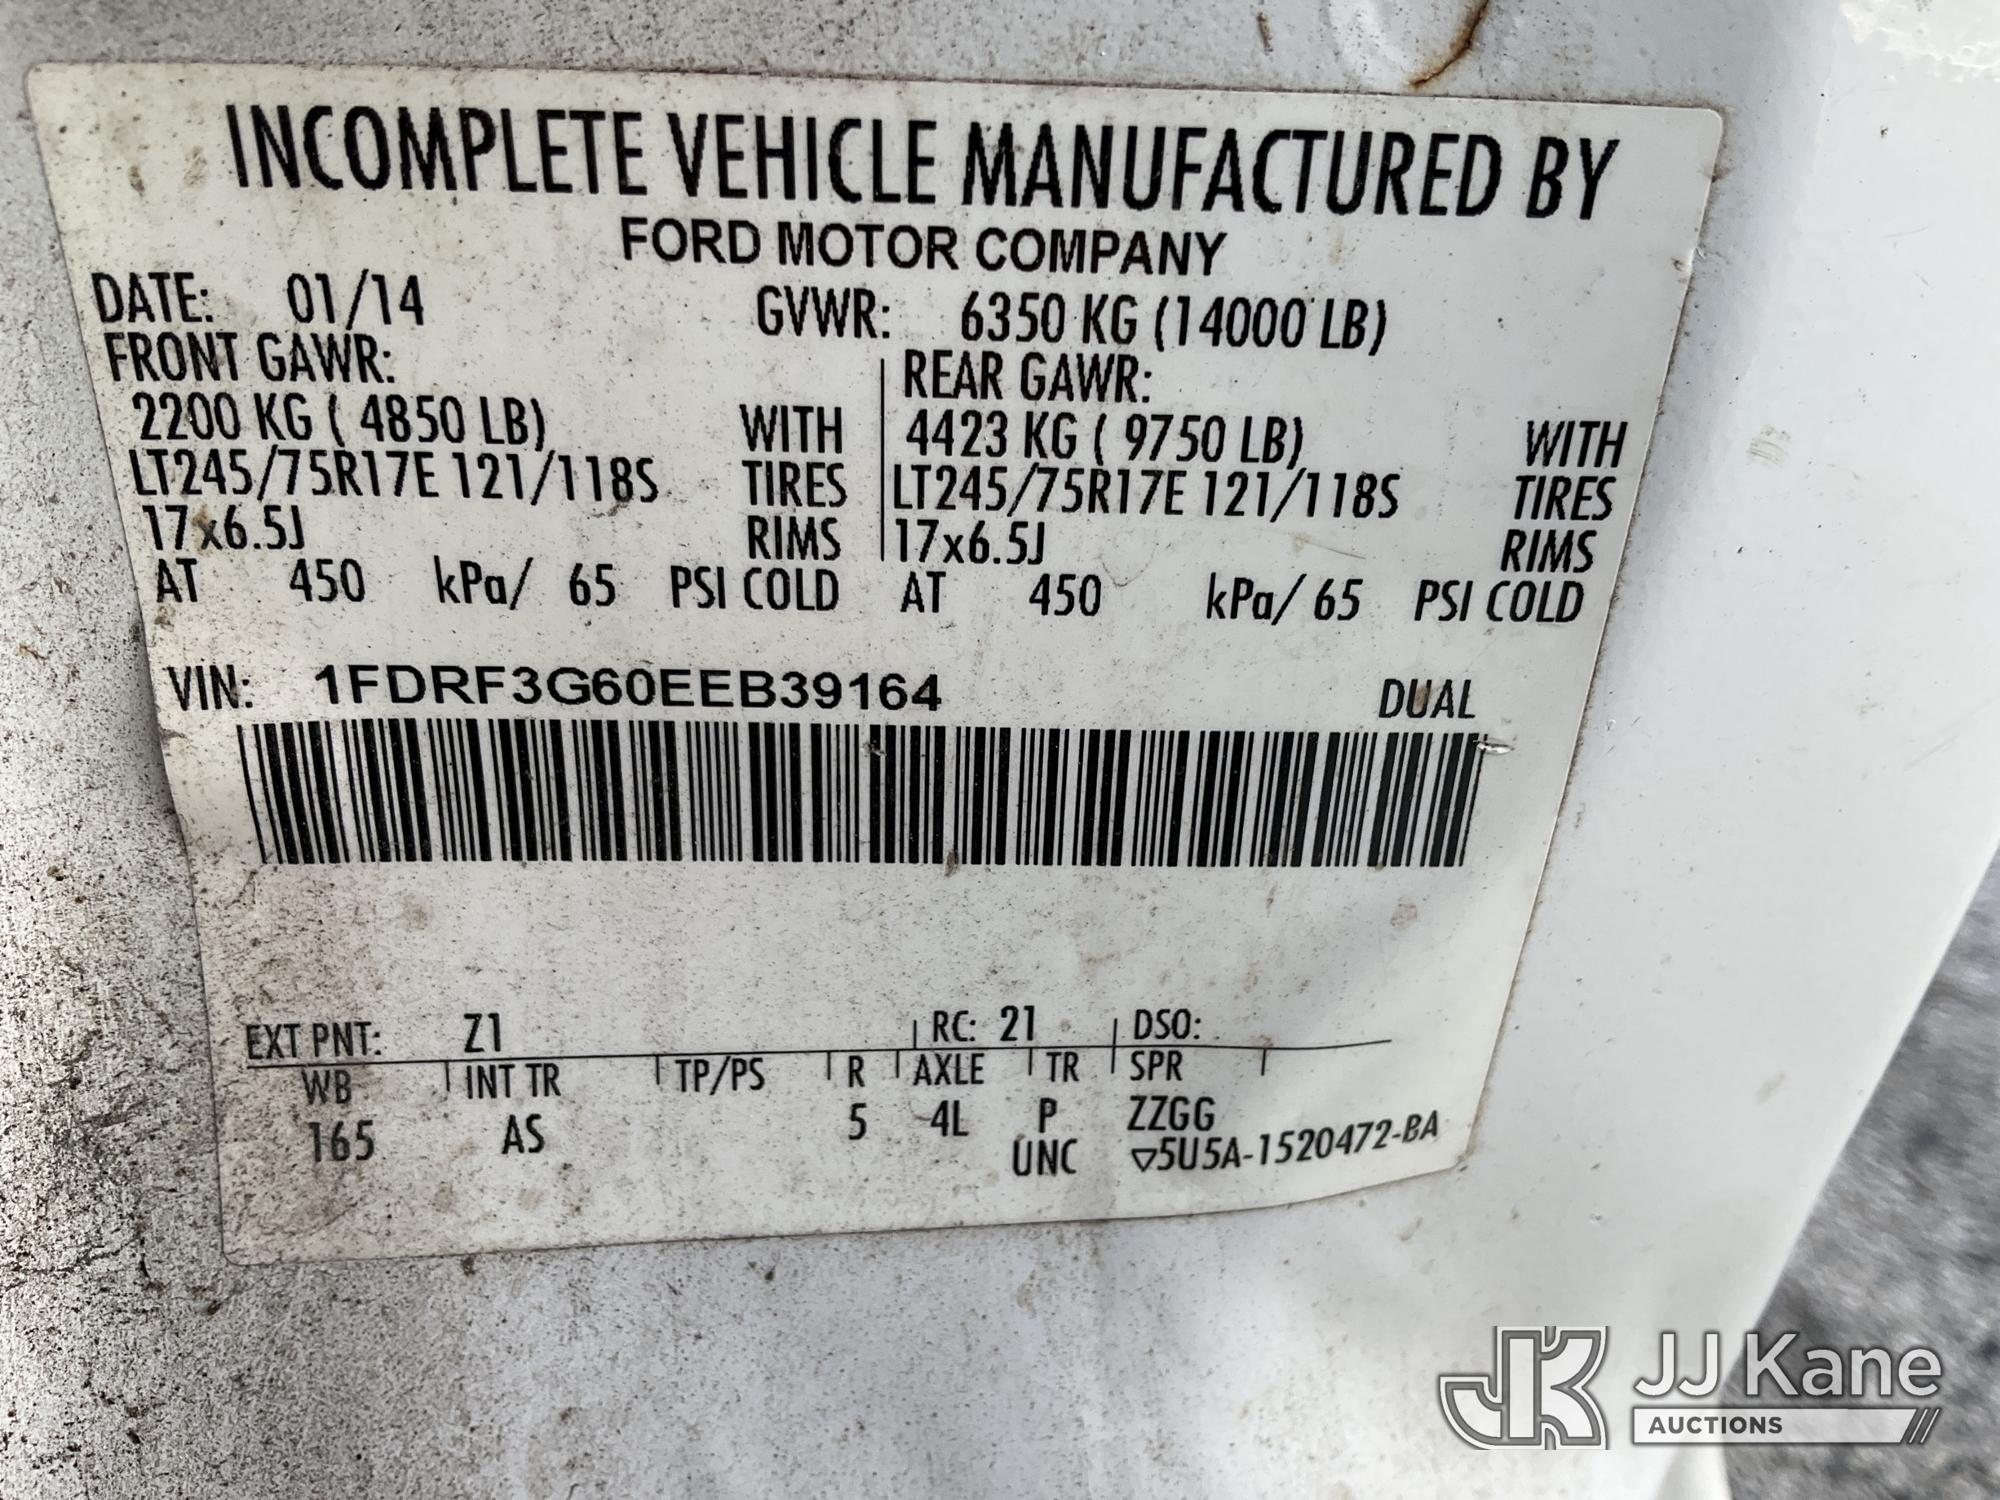 INCOMPLETE VEHICLE MANUFACTURED BY
FORD MOTOR COMPANY
DATE: 01/14 GVWR: 6350 KG (14000 LB)
FRONT GAWR: REAR GAWR:
2200 KG ( 4850 LB) WITH 4423 KG ( 9750 LB) WITH
LT245/75R17E 121/118S TIRES LT245/75R17E 121/118S TIRES
17x6.5J RIMS 17x6.5J RIMS
AT 450 kPa/ 65 PSI COLD AT 450 kPa/ 65 PSI COLD
VIN: 1FDRF3G60EEB39164 DUAL
EXT PNT: Z1 RC: 21 DSO:
WB INT TR TP/PS R AXLE TR SPR
165 AS 5 4L P ZZGG
UNC ▽5U5A-1520472-BA
JK JJ Kane
AUCTIONS